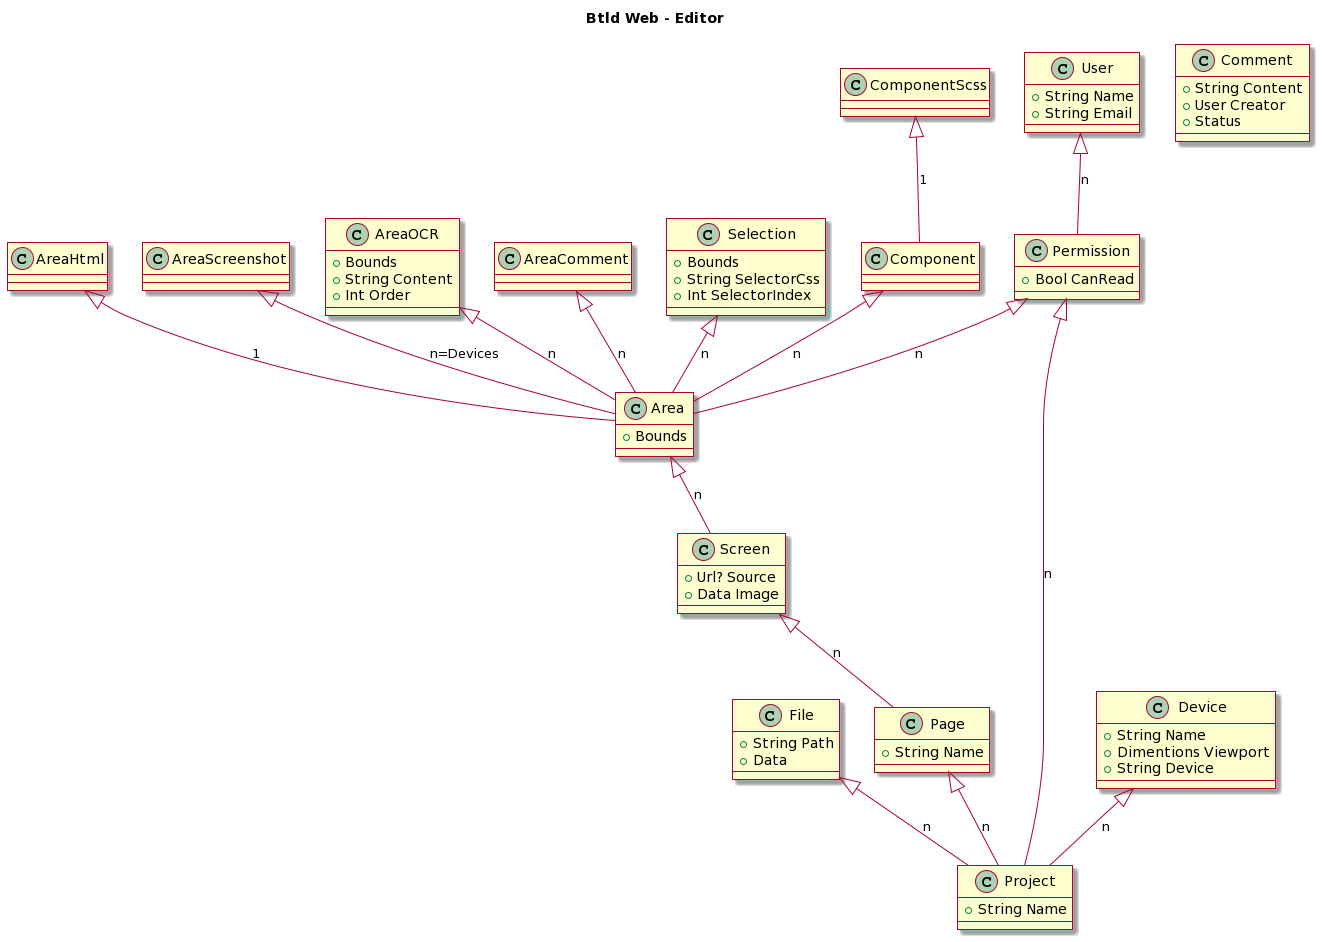 Btld Web - Editor
C ComponentScss
C User
String Name
String Email
C Comment
String Content
User Creator
Status
1
n
C AreaHtml
C AreaScreenshot
C AreaOCR
Bounds
String Content
Int Order
C AreaComment
C Selection
Bounds
String SelectorCss
Int SelectorIndex
C Component
C Permission
Bool CanRead
1
n=Devices
n
n
n
n
n
C Area
Bounds
n
C Screen
Url? Source
Data Image
n
n
C File
String Path
Data
C Page
String Name
C Device
String Name
Dimentions Viewport
String Device
n
n
n
C Project
String Name